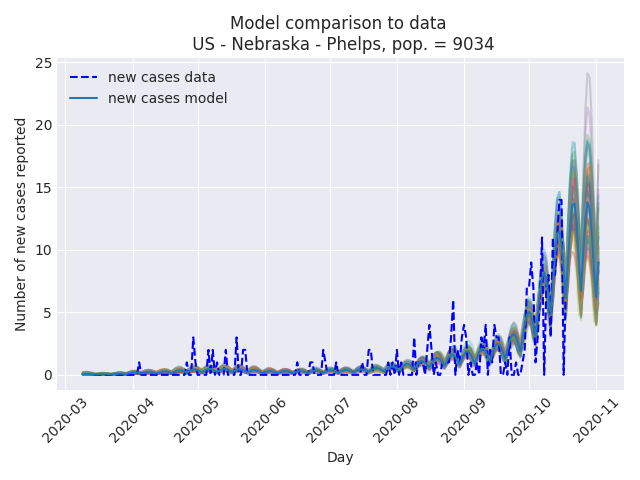 Model comparison to data
US - Nebraska - Phelps, pop. = 9034
new cases data
new cases model
Number of new cases reported
25
20
15
10
5
0
2020-03
2020-04
2020-05
2020-06
2020-07
2020-08
2020-09
2020-10
2020-11
Day